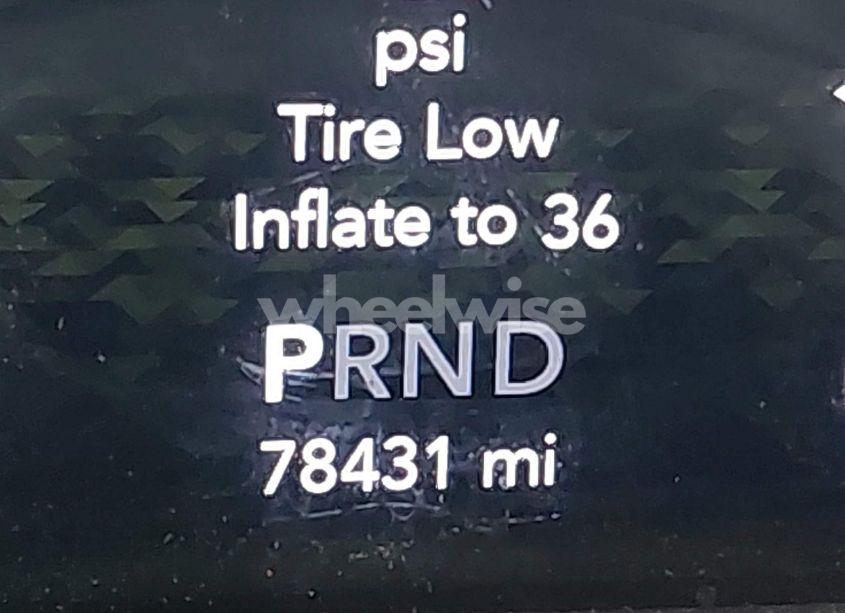 psi
Tire Low
Inflate to 36
wheelwise
PRND
78431 mi